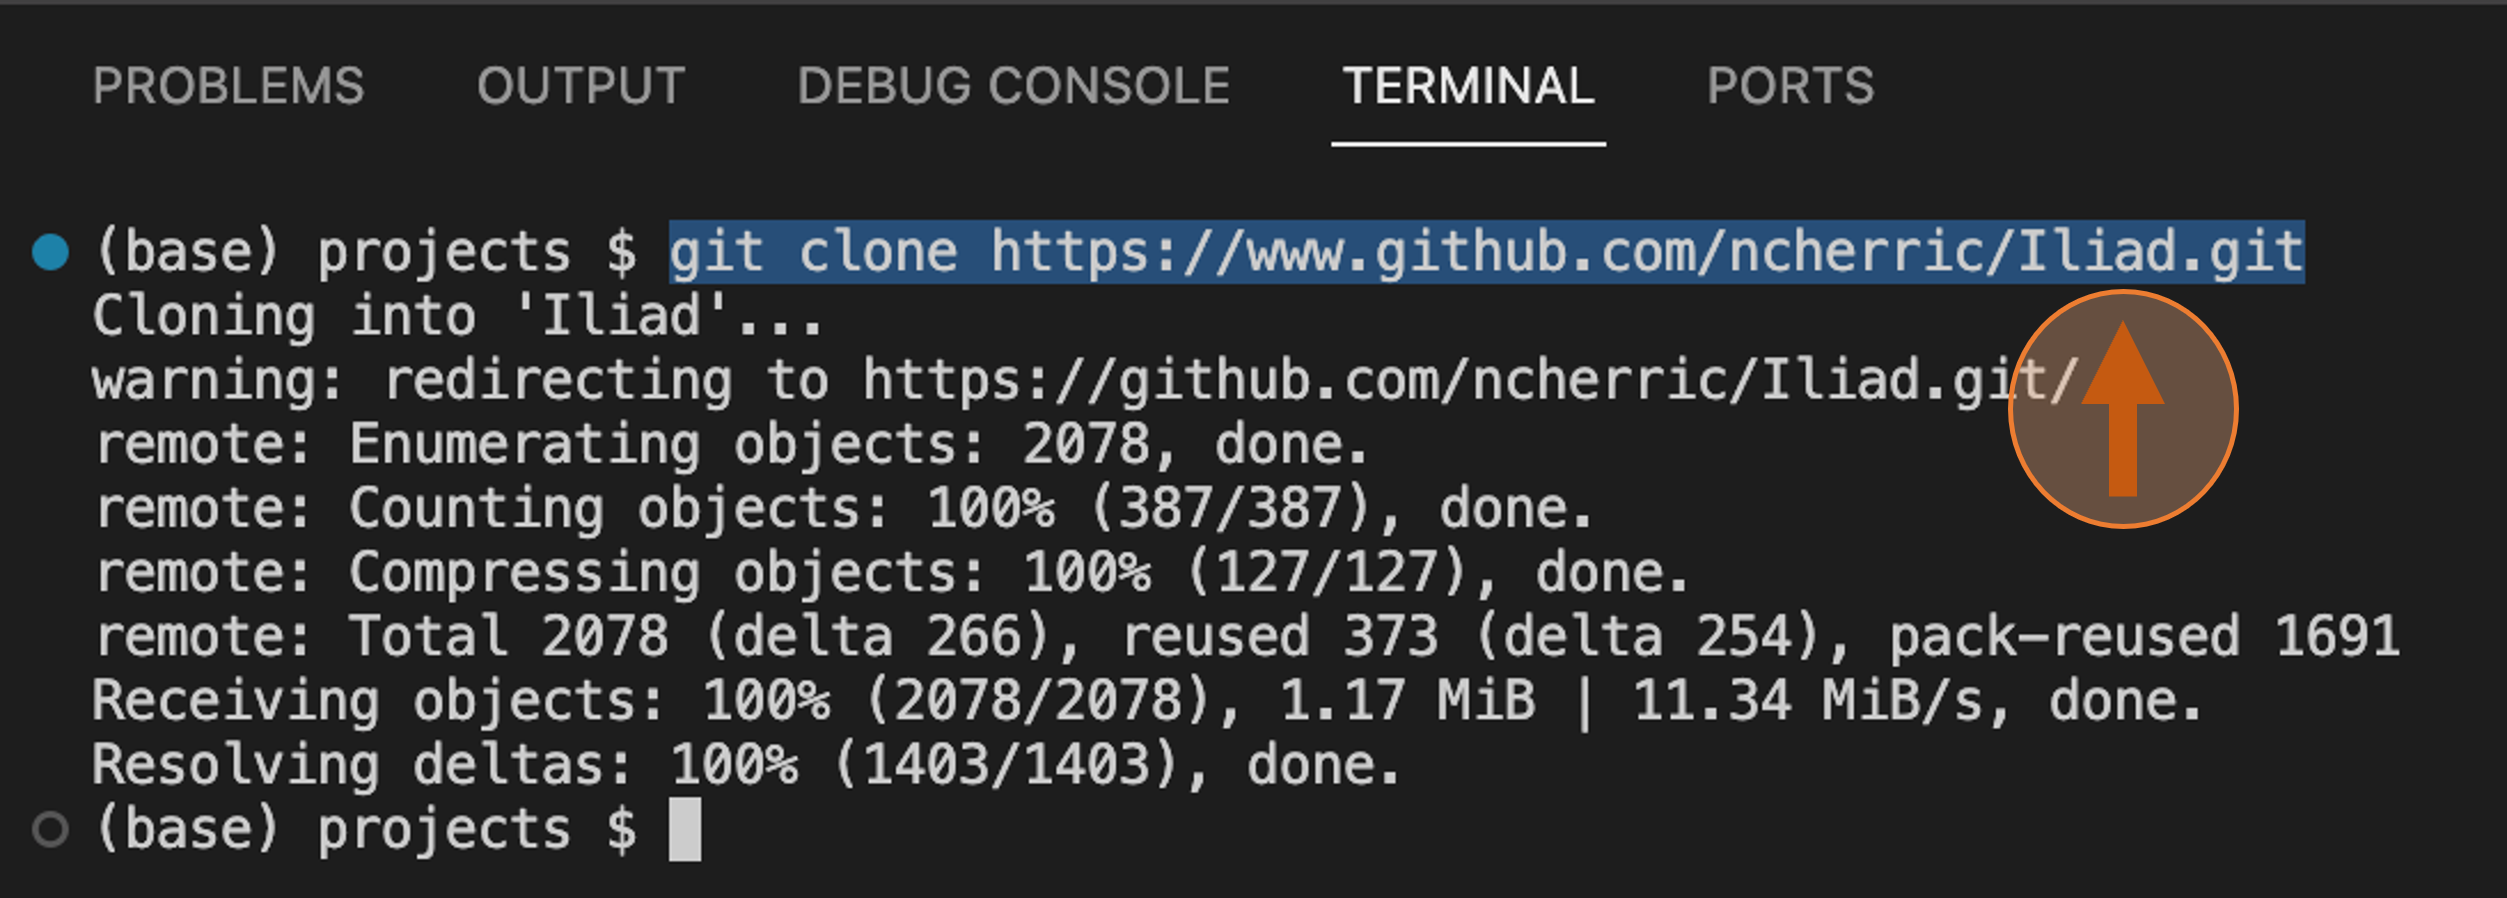 PROBLEMS OUTPUT DEBUG CONSOLE TERMINAL PORTS
(base) projects $ git clone https://www.github.com/ncherric/Iliad.git
Cloning into 'Iliad'...
warning: redirecting to https://github.com/ncherric/Iliad.git/
remote: Enumerating objects: 2078, done.
remote: Counting objects: 100% (387/387), done.
remote: Compressing objects: 100% (127/127), done.
remote: Total 2078 (delta 266), reused 373 (delta 254), pack-reused 1691
Receiving objects: 100% (2078/2078), 1.17 MiB | 11.34 MiB/s, done.
Resolving deltas: 100% (1403/1403), done.
(base) projects $